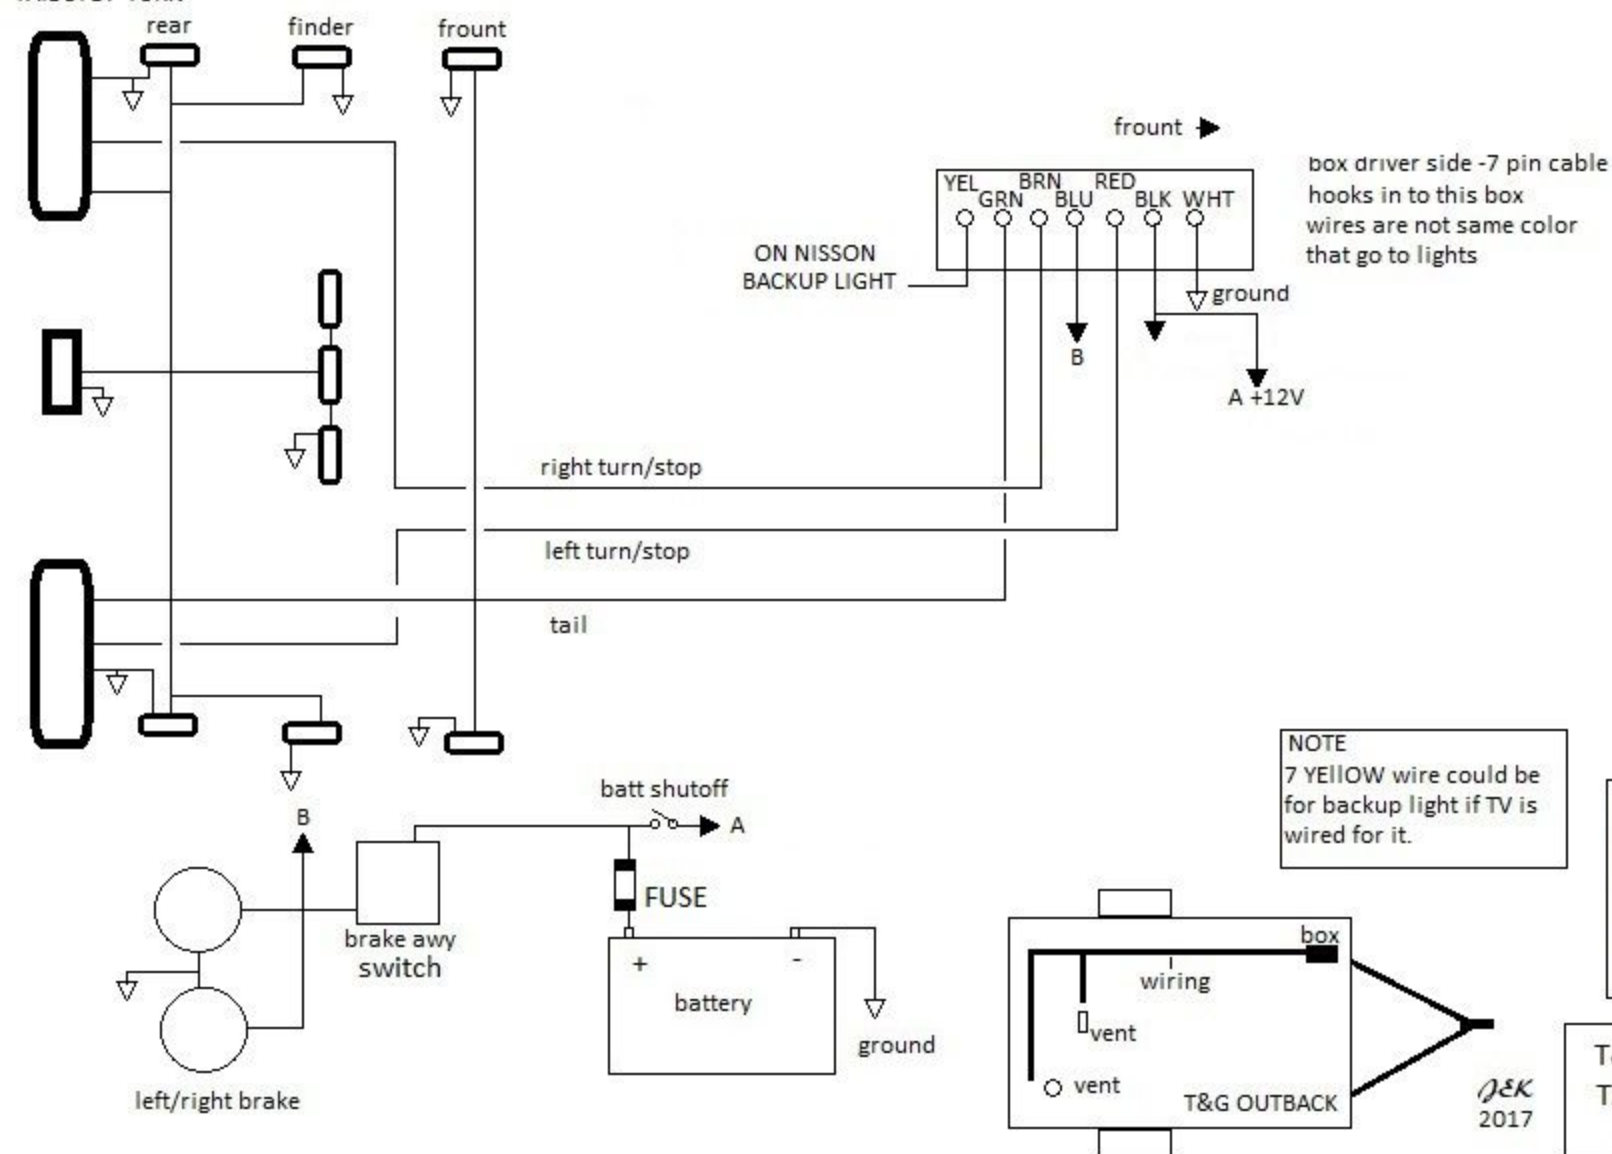 rear
finder
frount
frount
YEL
GRN
BRN
BLU
RED
BLK
WHT
box driver side -7 pin cable
hooks in to this box
wires are not same color
that go to lights
ON NISSON
BACKUP LIGHT
ground
B
A +12V
right turn/stop
left turn/stop
tail
NOTE
7 YEllOW wire could be
for backup light if TV is
wired for it.
batt shutoff
B
A
FUSE
brake awy
switch
+
-
battery
ground
left/right brake
box
wiring
vent
vent
T&G OUTBACK
JEK
2017